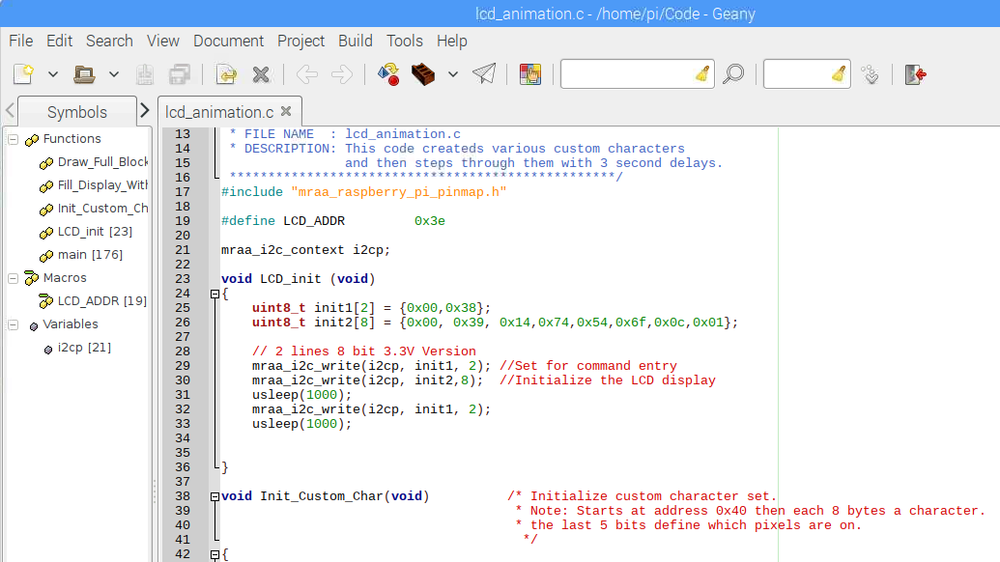 lcd_animation.c - /home/pi/Code - Geany
File Edit Search View Document Project Build Tools Help
Symbols
lcd_animation.c
Functions
Draw_Full_Block
Fill_Display_With
Init_Custom_Ch
LCD_init [23]
main [176]
Macros
LCD_ADDR [19]
Variables
i2cp [21]
13 * FILE NAME : lcd_animation.c
14 * DESCRIPTION: This code createds various custom characters
15 and then steps through them with 3 second delays.
16 **************************************************/
17 #include "mraa_raspberry_pi_pinmap.h"
18
19 #define LCD_ADDR 0x3e
20
21 mraa_i2c_context i2cp;
22
23 void LCD_init (void)
24 {
25 uint8_t init1[2] = {0x00,0x38};
26 uint8_t init2[8] = {0x00, 0x39, 0x14,0x74,0x54,0x6f,0x0c,0x01};
27
28 // 2 lines 8 bit 3.3V Version
29 mraa_i2c_write(i2cp, init1, 2); //Set for command entry
30 mraa_i2c_write(i2cp, init2,8); //Initialize the LCD display
31 usleep(1000);
32 mraa_i2c_write(i2cp, init1, 2);
33 usleep(1000);
34
35
36 }
37
38 void Init_Custom_Char(void) /* Initialize custom character set.
39 * Note: Starts at address 0x40 then each 8 bytes a character.
40 * the last 5 bits define which pixels are on.
41 */
42 {